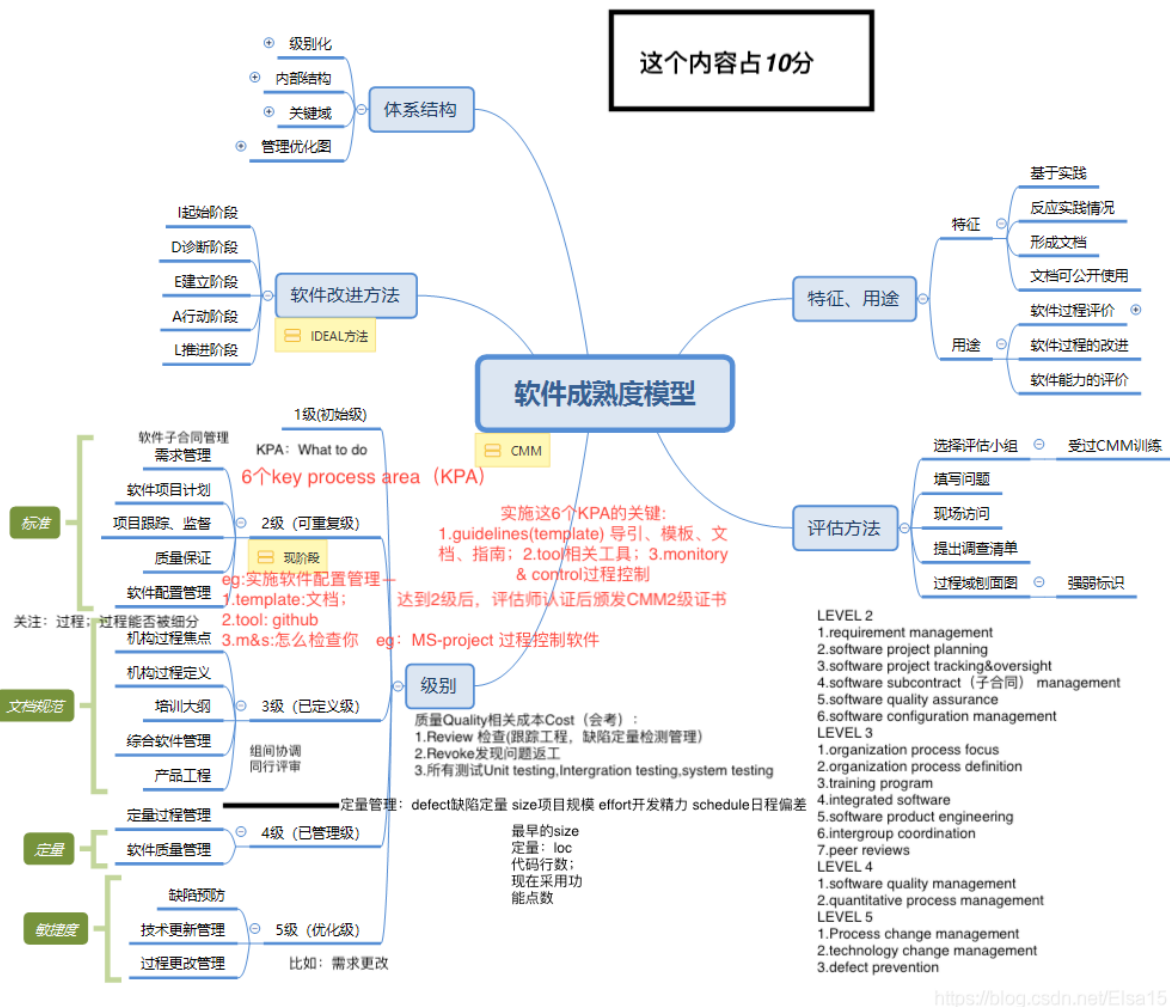 这个内容占10分
级别化
内部结构
关键域
管理优化图
体系结构
I起始阶段
D诊断阶段
E建立阶段
A行动阶段
L推进阶段
软件改进方法
IDEAL方法
基于实践
反应实践情况
形成文档
文档可公开使用
特征
特征、用途
软件过程评价
软件过程的改进
软件能力的评价
用途
软件成熟度模型
CMM
选择评估小组
受过CMM训练
填写问题
现场访问
提出调查清单
过程域刨面图
强弱标识
评估方法
1级(初始级)
软件子合同管理
需求管理
软件项目计划
项目跟踪、监督
质量保证
软件配置管理
标准
KPA：What to do
6个key process area（KPA）
2级（可重复级）
现阶段
实施这6个KPA的关键:
1.guidelines(template) 导引、模板、文
档、指南；2.tool相关工具；3.monitory
& control过程控制
eg:实施软件配置管理—
1.template:文档；
达到2级后，评估师认证后颁发CMM2级证书
2.tool: github
3.m&s:怎么检查你
eg：MS-project 过程控制软件
关注：过程；过程能否被细分
机构过程焦点
机构过程定义
培训大纲
综合软件管理
产品工程
文档规范
3级（已定义级）
组间协调
同行评审
级别
质量Quality相关成本Cost（会考）：
1.Review 检查(跟踪工程，缺陷定量检测管理）
2.Revoke发现问题返工
3.所有测试Unit testing,Intergration testing,system testing
定量管理：defect缺陷定量 size项目规模 effort开发精力 schedule日程偏差
定量过程管理
软件质量管理
定量
4级（已管理级）
最早的size
定量：loc
代码行数；
现在采用功
能点数
缺陷预防
技术更新管理
过程更改管理
敏捷度
5级（优化级）
比如：需求更改
LEVEL 2
1.requirement management
2.software project planning
3.software project tracking&oversight
4.software subcontract（子合同） management
5.software quality assurance
6.software configuration management
LEVEL 3
1.organization process focus
2.organization process definition
3.training program
4.integrated software
5.software product engineering
6.intergroup coordination
7.peer reviews
LEVEL 4
1.software quality management
2.quantitative process management
LEVEL 5
1.Process change management
2.technology change management
3.defect prevention
https://blog.csdn.net/Elsa15